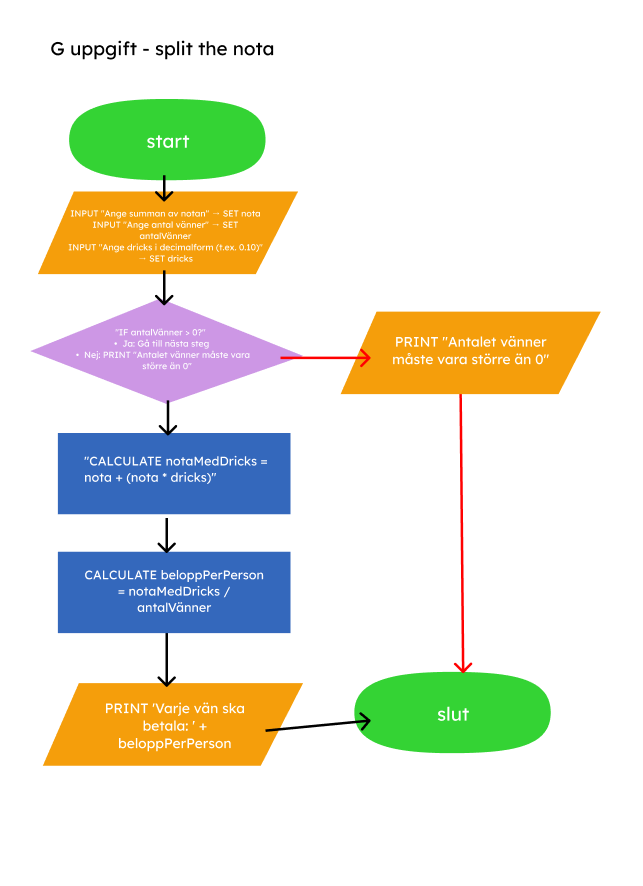 G uppgift - split the nota
start
INPUT "Ange summan av notan" → SET nota
INPUT "Ange antal vänner" → SET
antalVänner
INPUT "Ange dricks i decimalform (t.ex. 0.10)"
→ SET dricks
"IF antalVänner > 0?"
• Ja: Gå till nästa steg
• Nej: PRINT "Antalet vänner måste vara
större än 0"
PRINT "Antalet vänner
måste vara större än 0"
"CALCULATE notaMedDricks =
nota + (nota * dricks)"
CALCULATE beloppPerPerson
= notaMedDricks /
antalVänner
PRINT 'Varje vän ska
betala: ' +
beloppPerPerson
slut